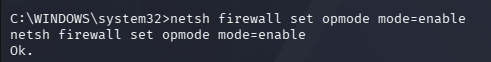 C:\WINDOWS\system32>netsh firewall set opmode mode=enable
netsh firewall set opmode mode=enable
Ok.